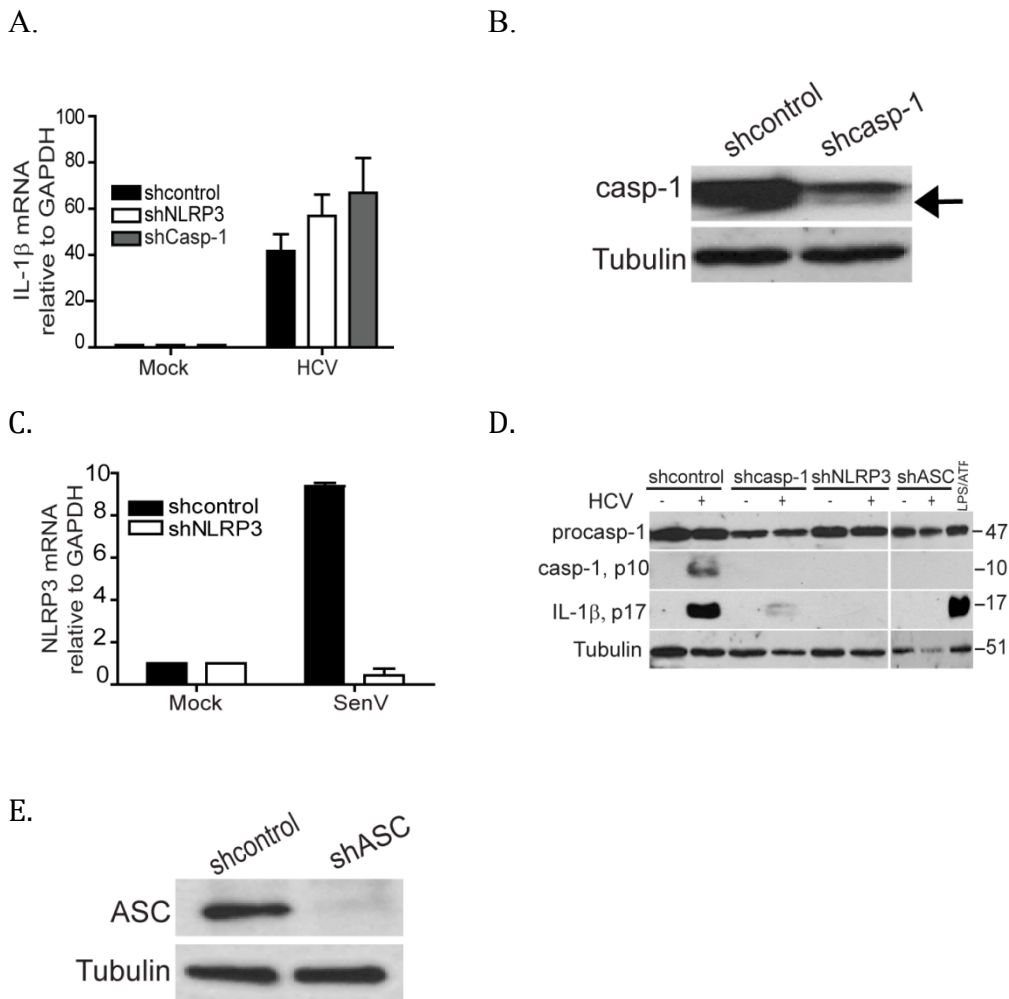 A.
IL-1β mRNA
relative to GAPDH
100
80
60
40
20
0
shcontrol
shNLRP3
shCasp-1
Mock HCV
B.
shcontrol shcasp-1
casp-1
Tubulin
C.
NLRP3 mRNA
relative to GAPDH
10
8
6
4
2
0
shcontrol
shNLRP3
Mock SenV
D.
shcontrol shcasp-1 shNLRP3 shASC LPS/ATP
HCV - + - + - + - +
procasp-1 –47
casp-1, p10 –10
IL-1β, p17 –17
Tubulin –51
E.
shcontrol shASC
ASC
Tubulin